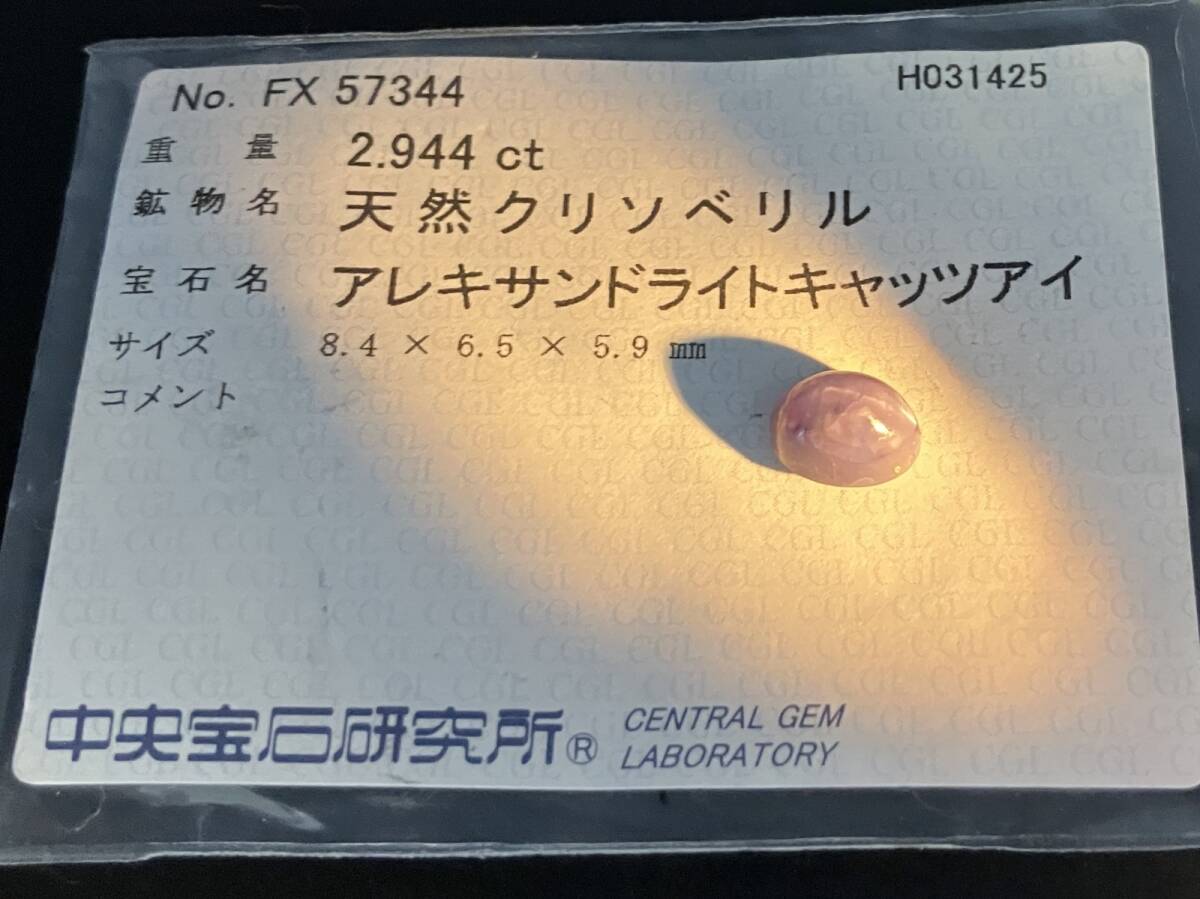 No. FX 57344 H031425
重量 2.944 ct
鉱物名 天然クリソベリル
宝石名 アレキサンドライトキャッツアイ
サイズ 8.4 × 6.5 × 5.9 ㎜
コメント
中央宝石研究所® CENTRAL GEM
LABORATORY